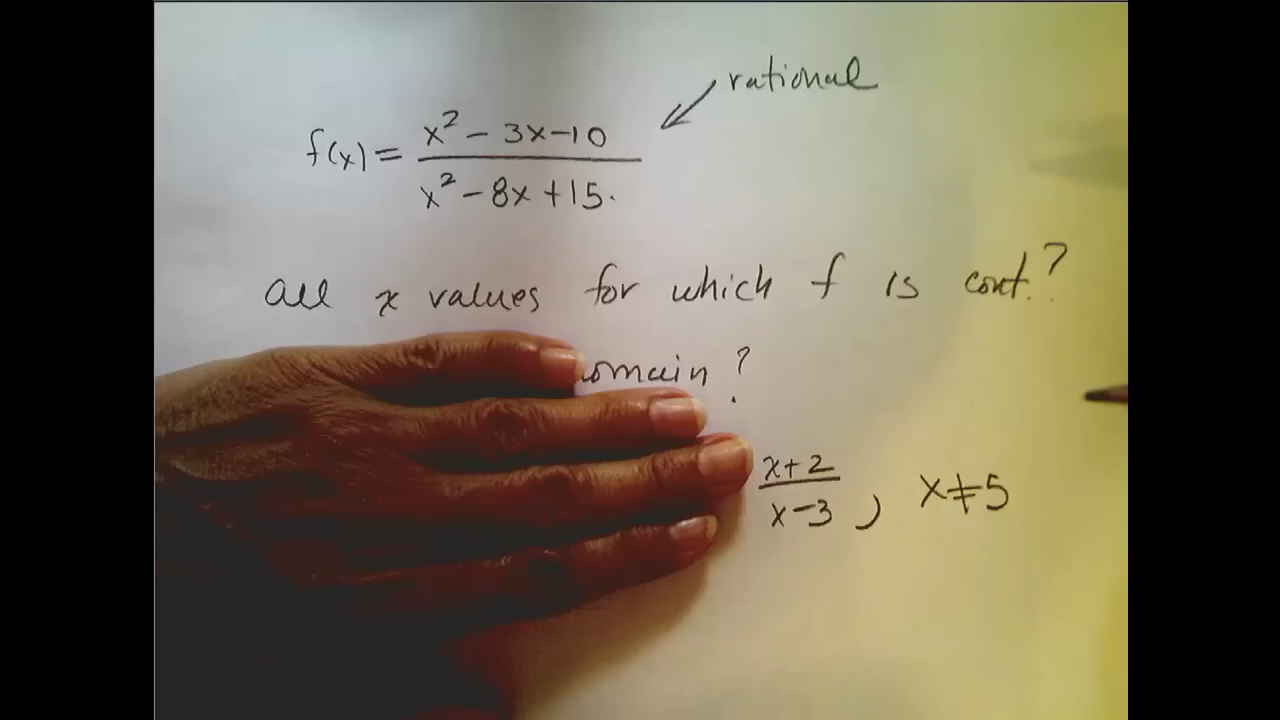 rational
f(x) = x² - 3x - 10 / x² - 8x + 15.
all x values for which f is cont.?
omain?
x+2 / x-3 , x≠5